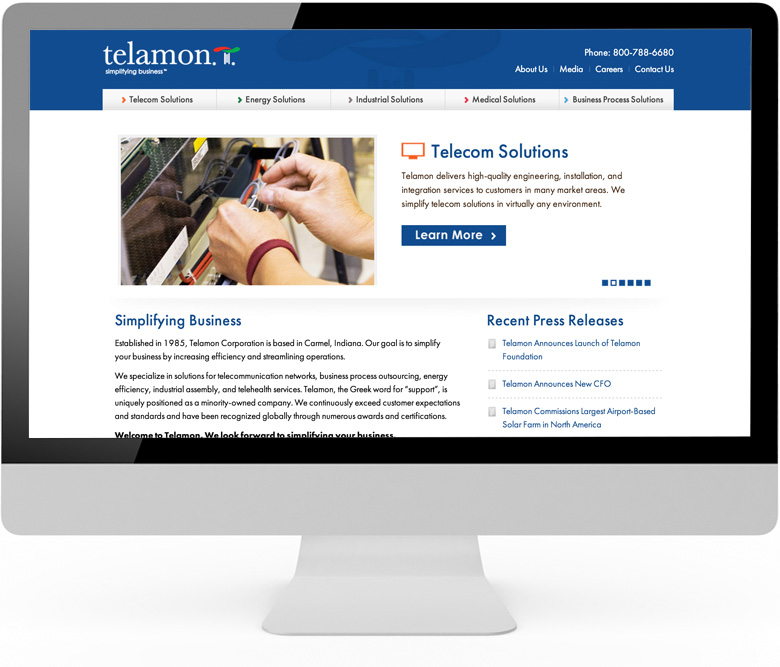 telamon.
simplifying business™
Phone: 800-788-6680
About Us | Media | Careers | Contact Us
Telecom Solutions
Energy Solutions
Industrial Solutions
Medical Solutions
Business Process Solutions
Telecom Solutions
Telamon delivers high-quality engineering, installation, and
integration services to customers in many market areas. We
simplify telecom solutions in virtually any environment.
Learn More
Simplifying Business
Established in 1985, Telamon Corporation is based in Carmel, Indiana. Our goal is to simplify
your business by increasing efficiency and streamlining operations.
We specialize in solutions for telecommunication networks, business process outsourcing, energy
efficiency, industrial assembly, and telehealth services. Telamon, the Greek word for "support", is
uniquely positioned as a minority-owned company. We continuously exceed customer expectations
and standards and have been recognized globally through numerous awards and certifications.
Welcome to Telamon. We look forward to simplifying your business.
Recent Press Releases
Telamon Announces Launch of Telamon
Foundation
Telamon Announces New CFO
Telamon Commissions Largest Airport-Based
Solar Farm in North America